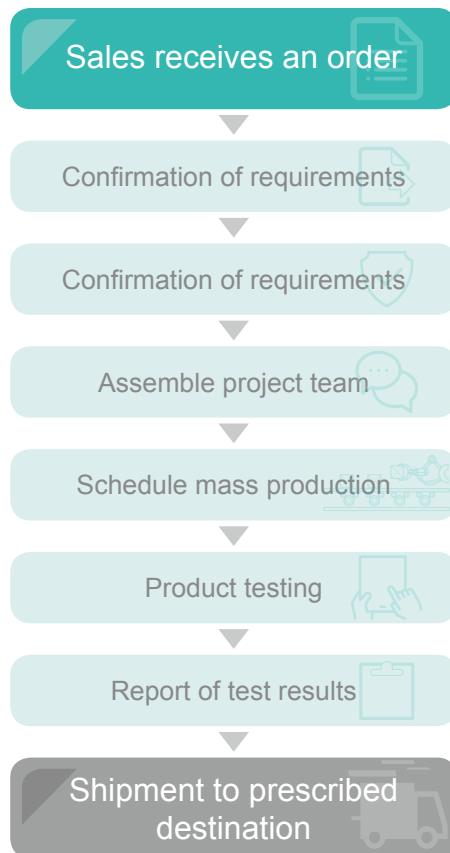 Sales receives an order
Confirmation of requirements
Confirmation of requirements
Assemble project team
Schedule mass production
Product testing
Report of test results
Shipment to prescribed
destination